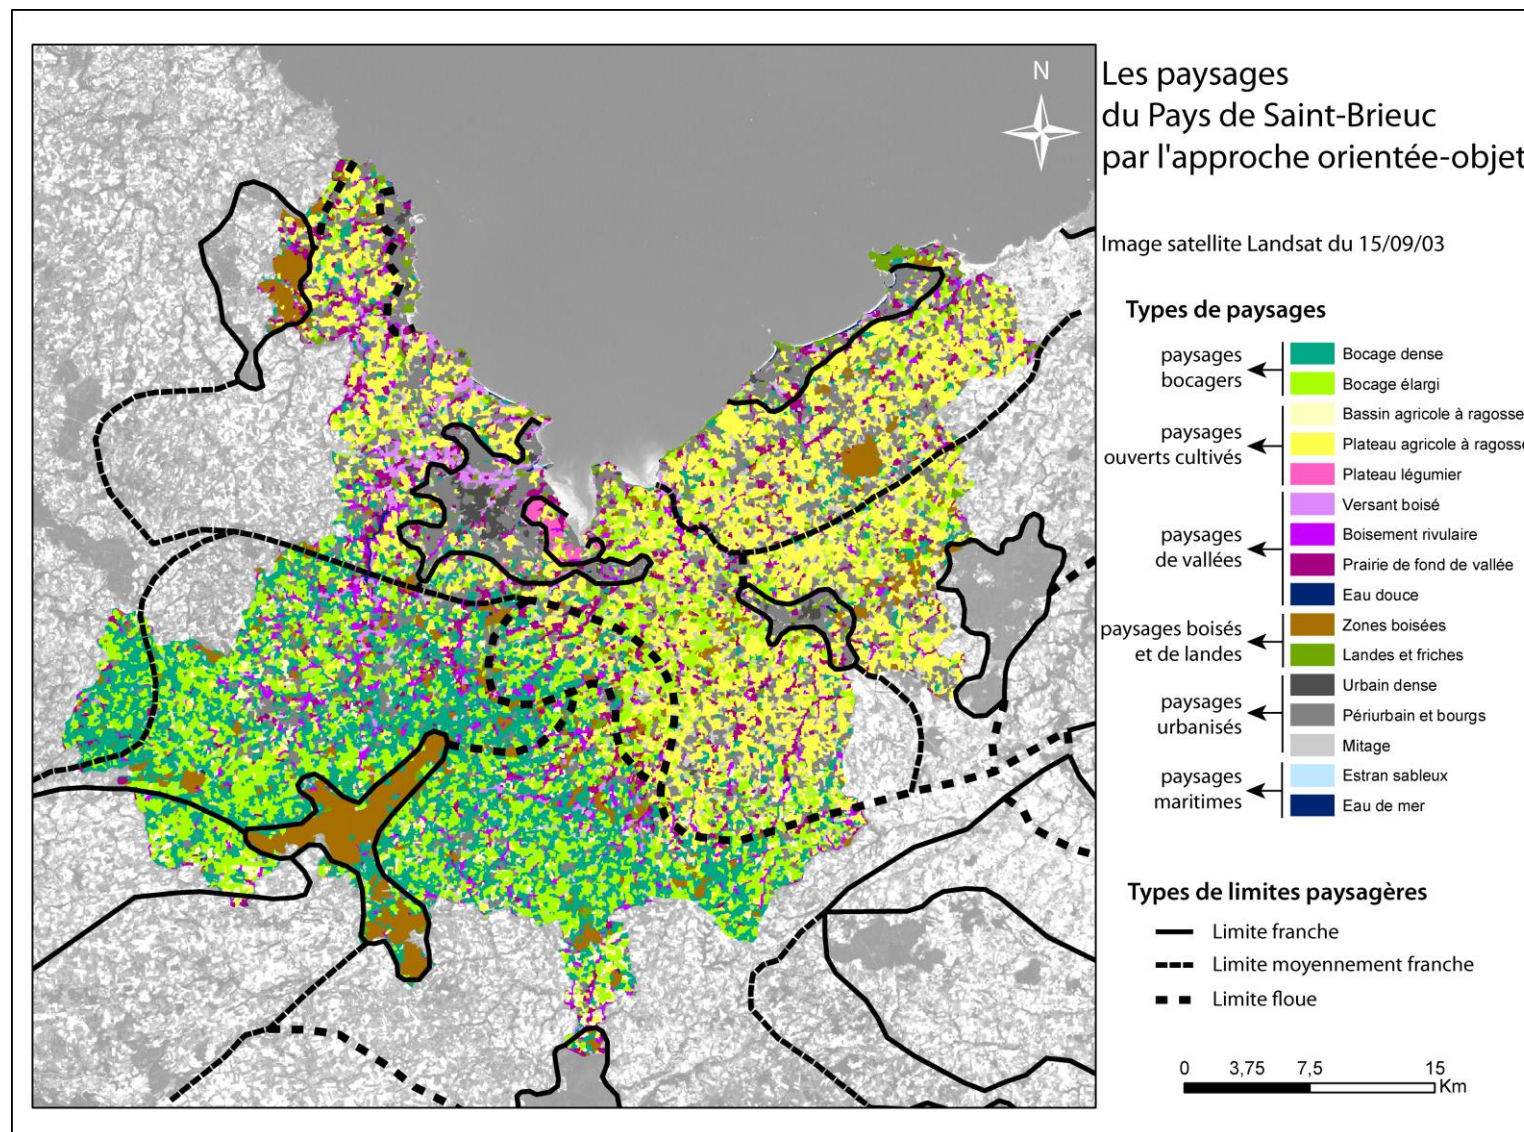 N
Les paysages
du Pays de Saint-Brieuc
par l'approche orientée-objet
Image satellite Landsat du 15/09/03
Types de paysages
paysages
bocagers
Bocage dense
Bocage élargi
paysages
ouverts cultivés
Bassin agricole à ragosse
Plateau agricole à ragosse
Plateau légumier
paysages
de vallées
Versant boisé
Boisement rivulaire
Prairie de fond de vallée
Eau douce
paysages boisés
et de landes
Zones boisées
Landes et friches
paysages
urbanisés
Urbain dense
Périurbain et bourgs
Mitage
paysages
maritimes
Estran sableux
Eau de mer
Types de limites paysagères
Limite franche
Limite moyennement franche
Limite floue
0 3,75 7,5 15
Km